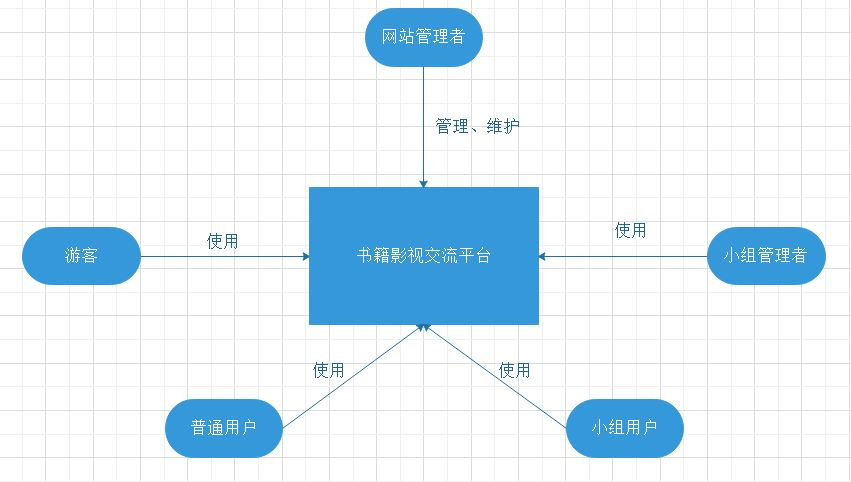 网站管理者
管理、维护
游客
使用
书籍影视交流平台
使用
小组管理者
使用
使用
普通用户
小组用户